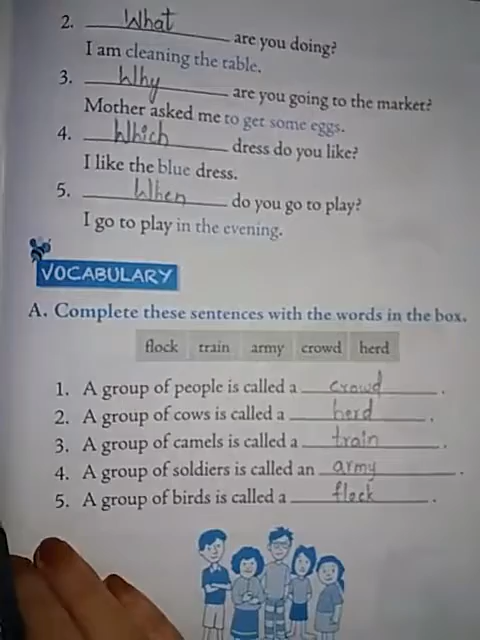 2. What are you doing?
I am cleaning the table.
3. Why are you going to the market?
Mother asked me to get some eggs.
4. Which dress do you like?
I like the blue dress.
5. When do you go to play?
I go to play in the evening.
VOCABULARY
A. Complete these sentences with the words in the box.
flock train army crowd herd
1. A group of people is called a crowd.
2. A group of cows is called a herd.
3. A group of camels is called a train.
4. A group of soldiers is called an army.
5. A group of birds is called a flock.